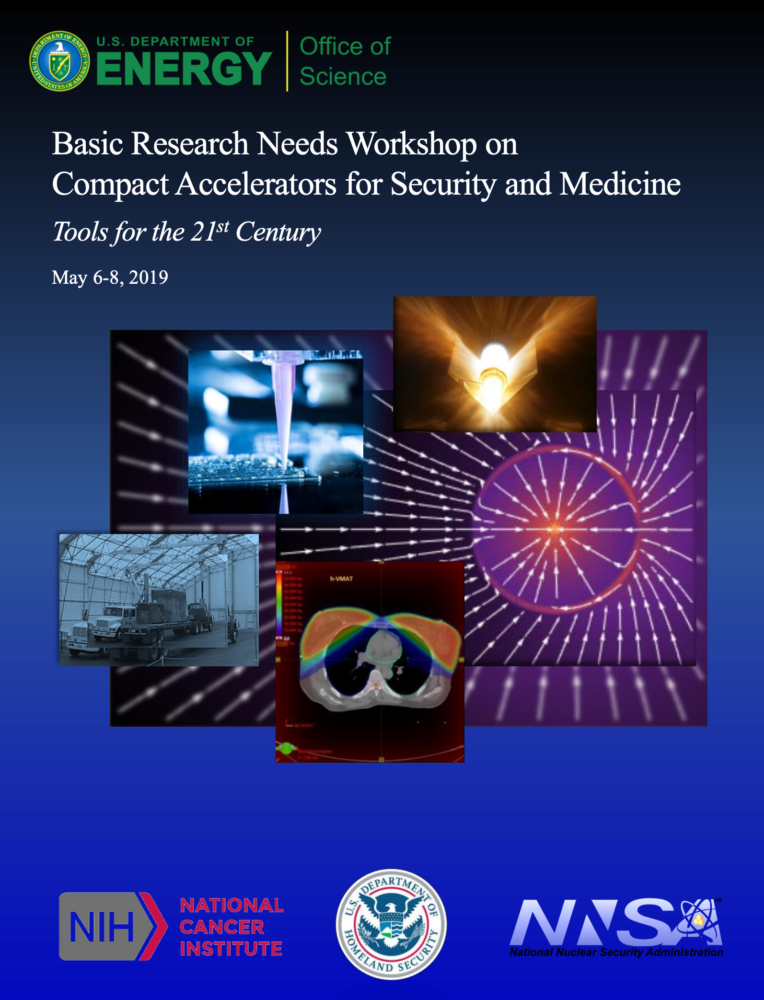 U.S. DEPARTMENT OF
ENERGY
Office of
Science
DEPARTMENT OF ENERGY
UNITED STATES OF AMERICA
Basic Research Needs Workshop on
Compact Accelerators for Security and Medicine
Tools for the 21st Century
May 6-8, 2019
h-VMAT
NIH
NATIONAL
CANCER
INSTITUTE
U.S. DEPARTMENT OF
HOMELAND SECURITY
NNSA
SM
National Nuclear Security Administration